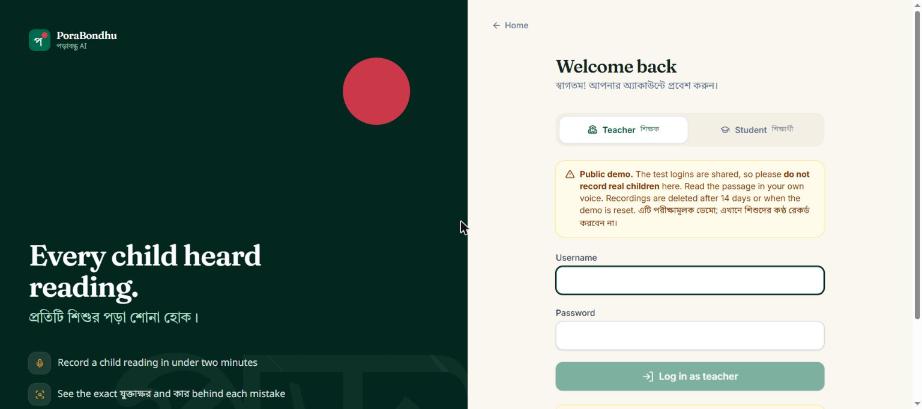 PoraBondhu
পড়াবন্ধু AI
Every child heard
reading.
প্রতিটি শিশুর পড়া শোনা হোক।
Record a child reading in under two minutes
See the exact যুক্তাক্ষর and কার behind each mistake
Home
Welcome back
স্বাগতম! আপনার অ্যাকাউন্টে প্রবেশ করুন।
Teacher শিক্ষক
Student শিক্ষার্থী
Public demo. The test logins are shared, so please do not
record real children here. Read the passage in your own
voice. Recordings are deleted after 14 days or when the
demo is reset. এটি পরীক্ষামূলক ডেমো; এখানে শিশুদের কণ্ঠ রেকর্ড
করবেন না।
Username
Password
Log in as teacher